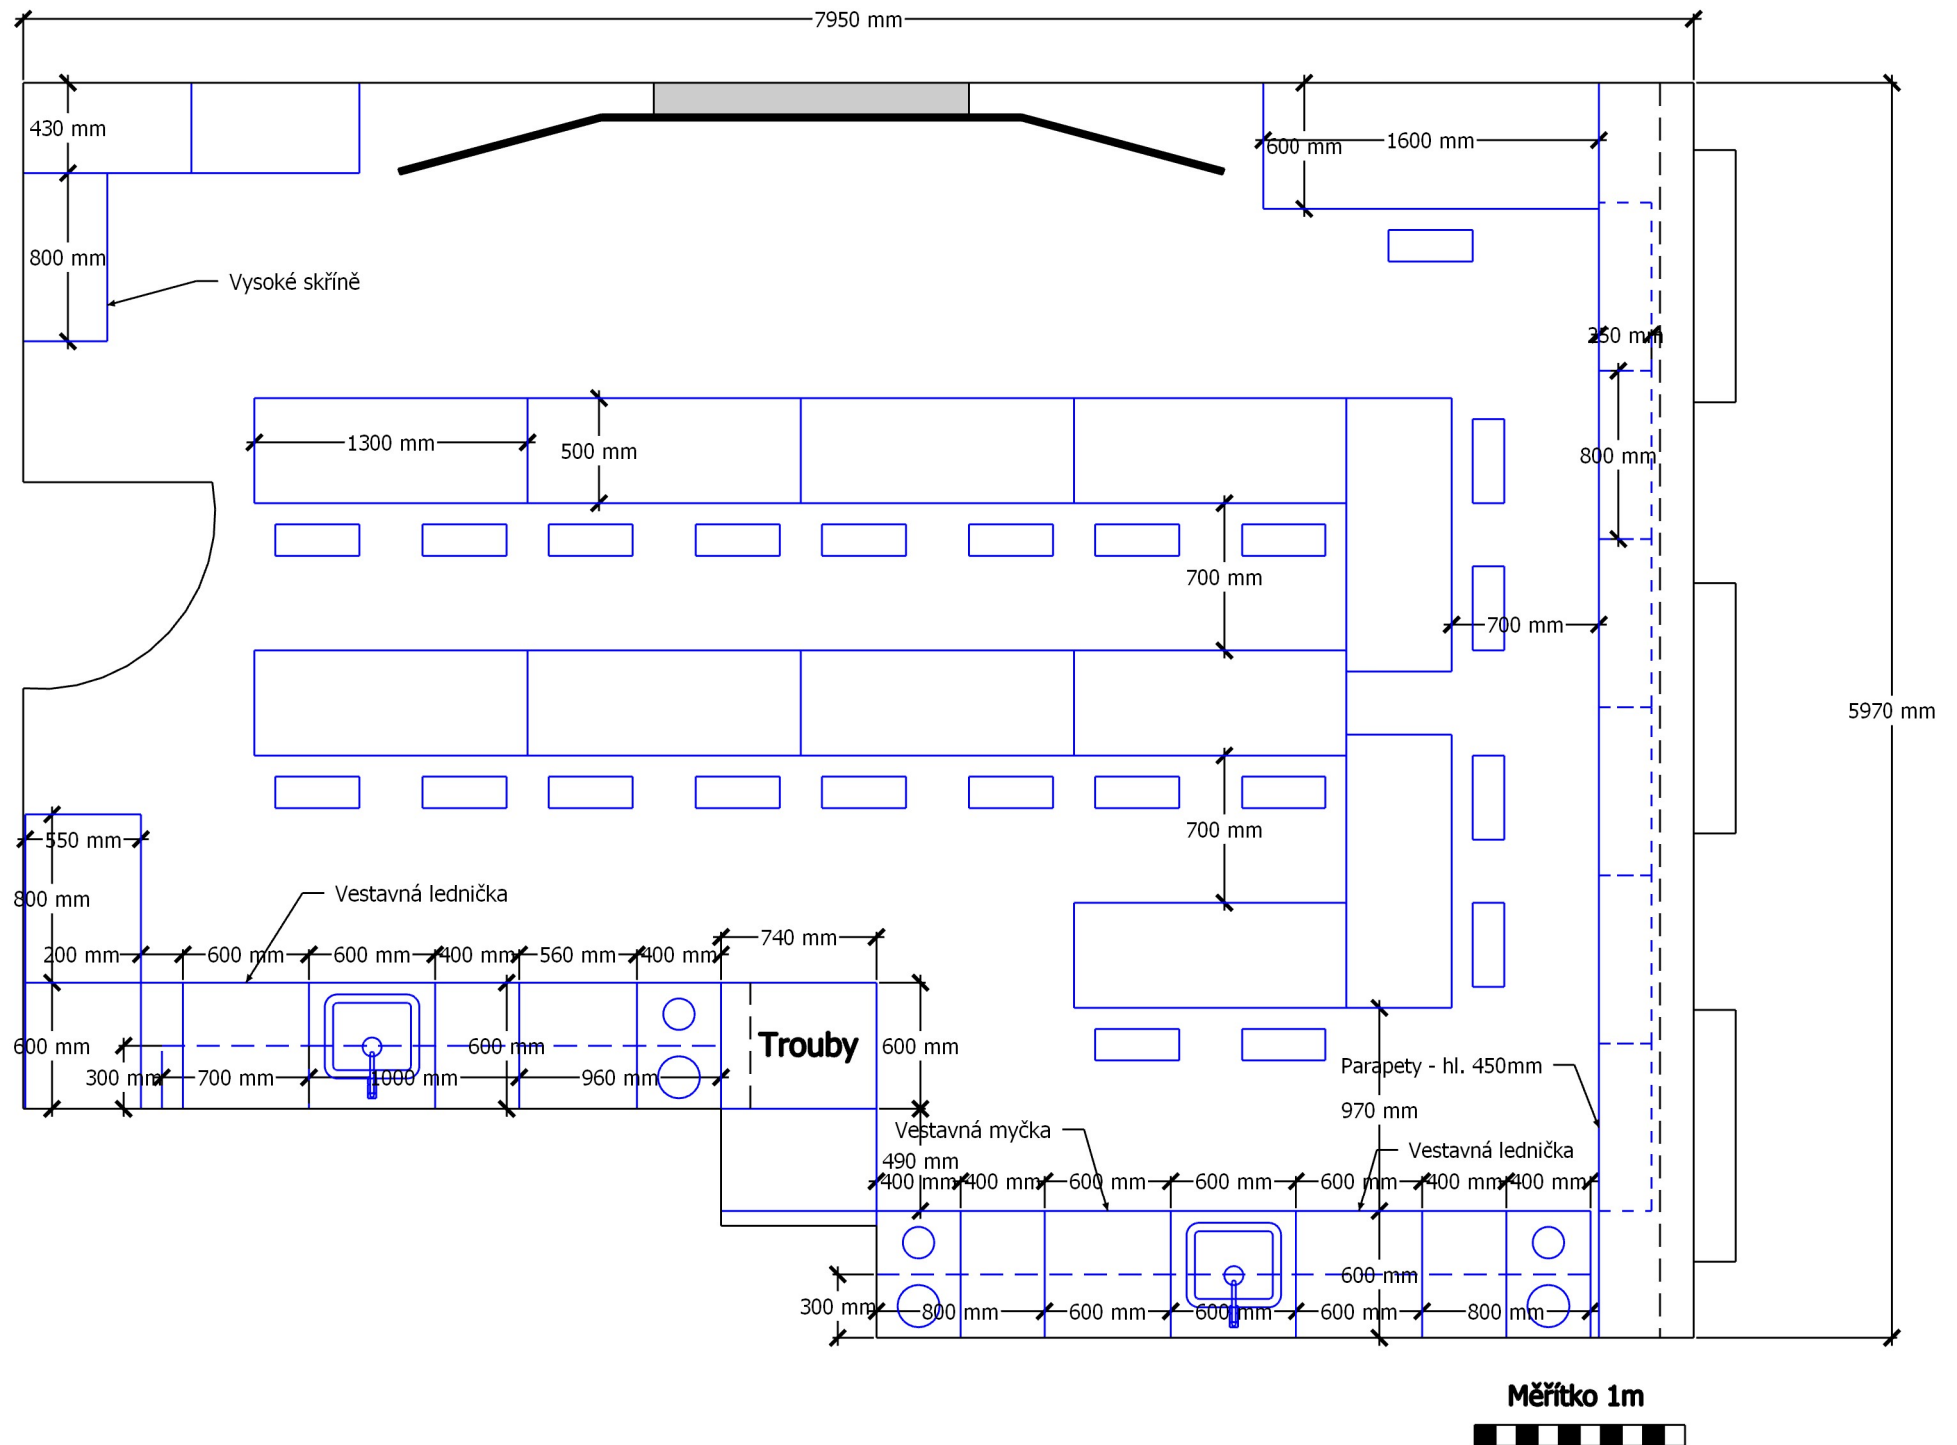 7950 mm
430 mm
600 mm
1600 mm
800 mm
Vysoké skříně
250 mm
1300 mm
500 mm
800 mm
700 mm
700 mm
5970 mm
700 mm
550 mm
800 mm
Vestavná lednička
740 mm
200 mm
600 mm
600 mm
400 mm
560 mm
400 mm
600 mm
600 mm
Trouby
600 mm
300 mm
700 mm
1000 mm
960 mm
Parapety - hl. 450mm
970 mm
Vestavná myčka
Vestavná lednička
490 mm
400 mm
400 mm
600 mm
600 mm
600 mm
400 mm
400 mm
600 mm
300 mm
800 mm
600 mm
600 mm
600 mm
800 mm
Měřítko 1m